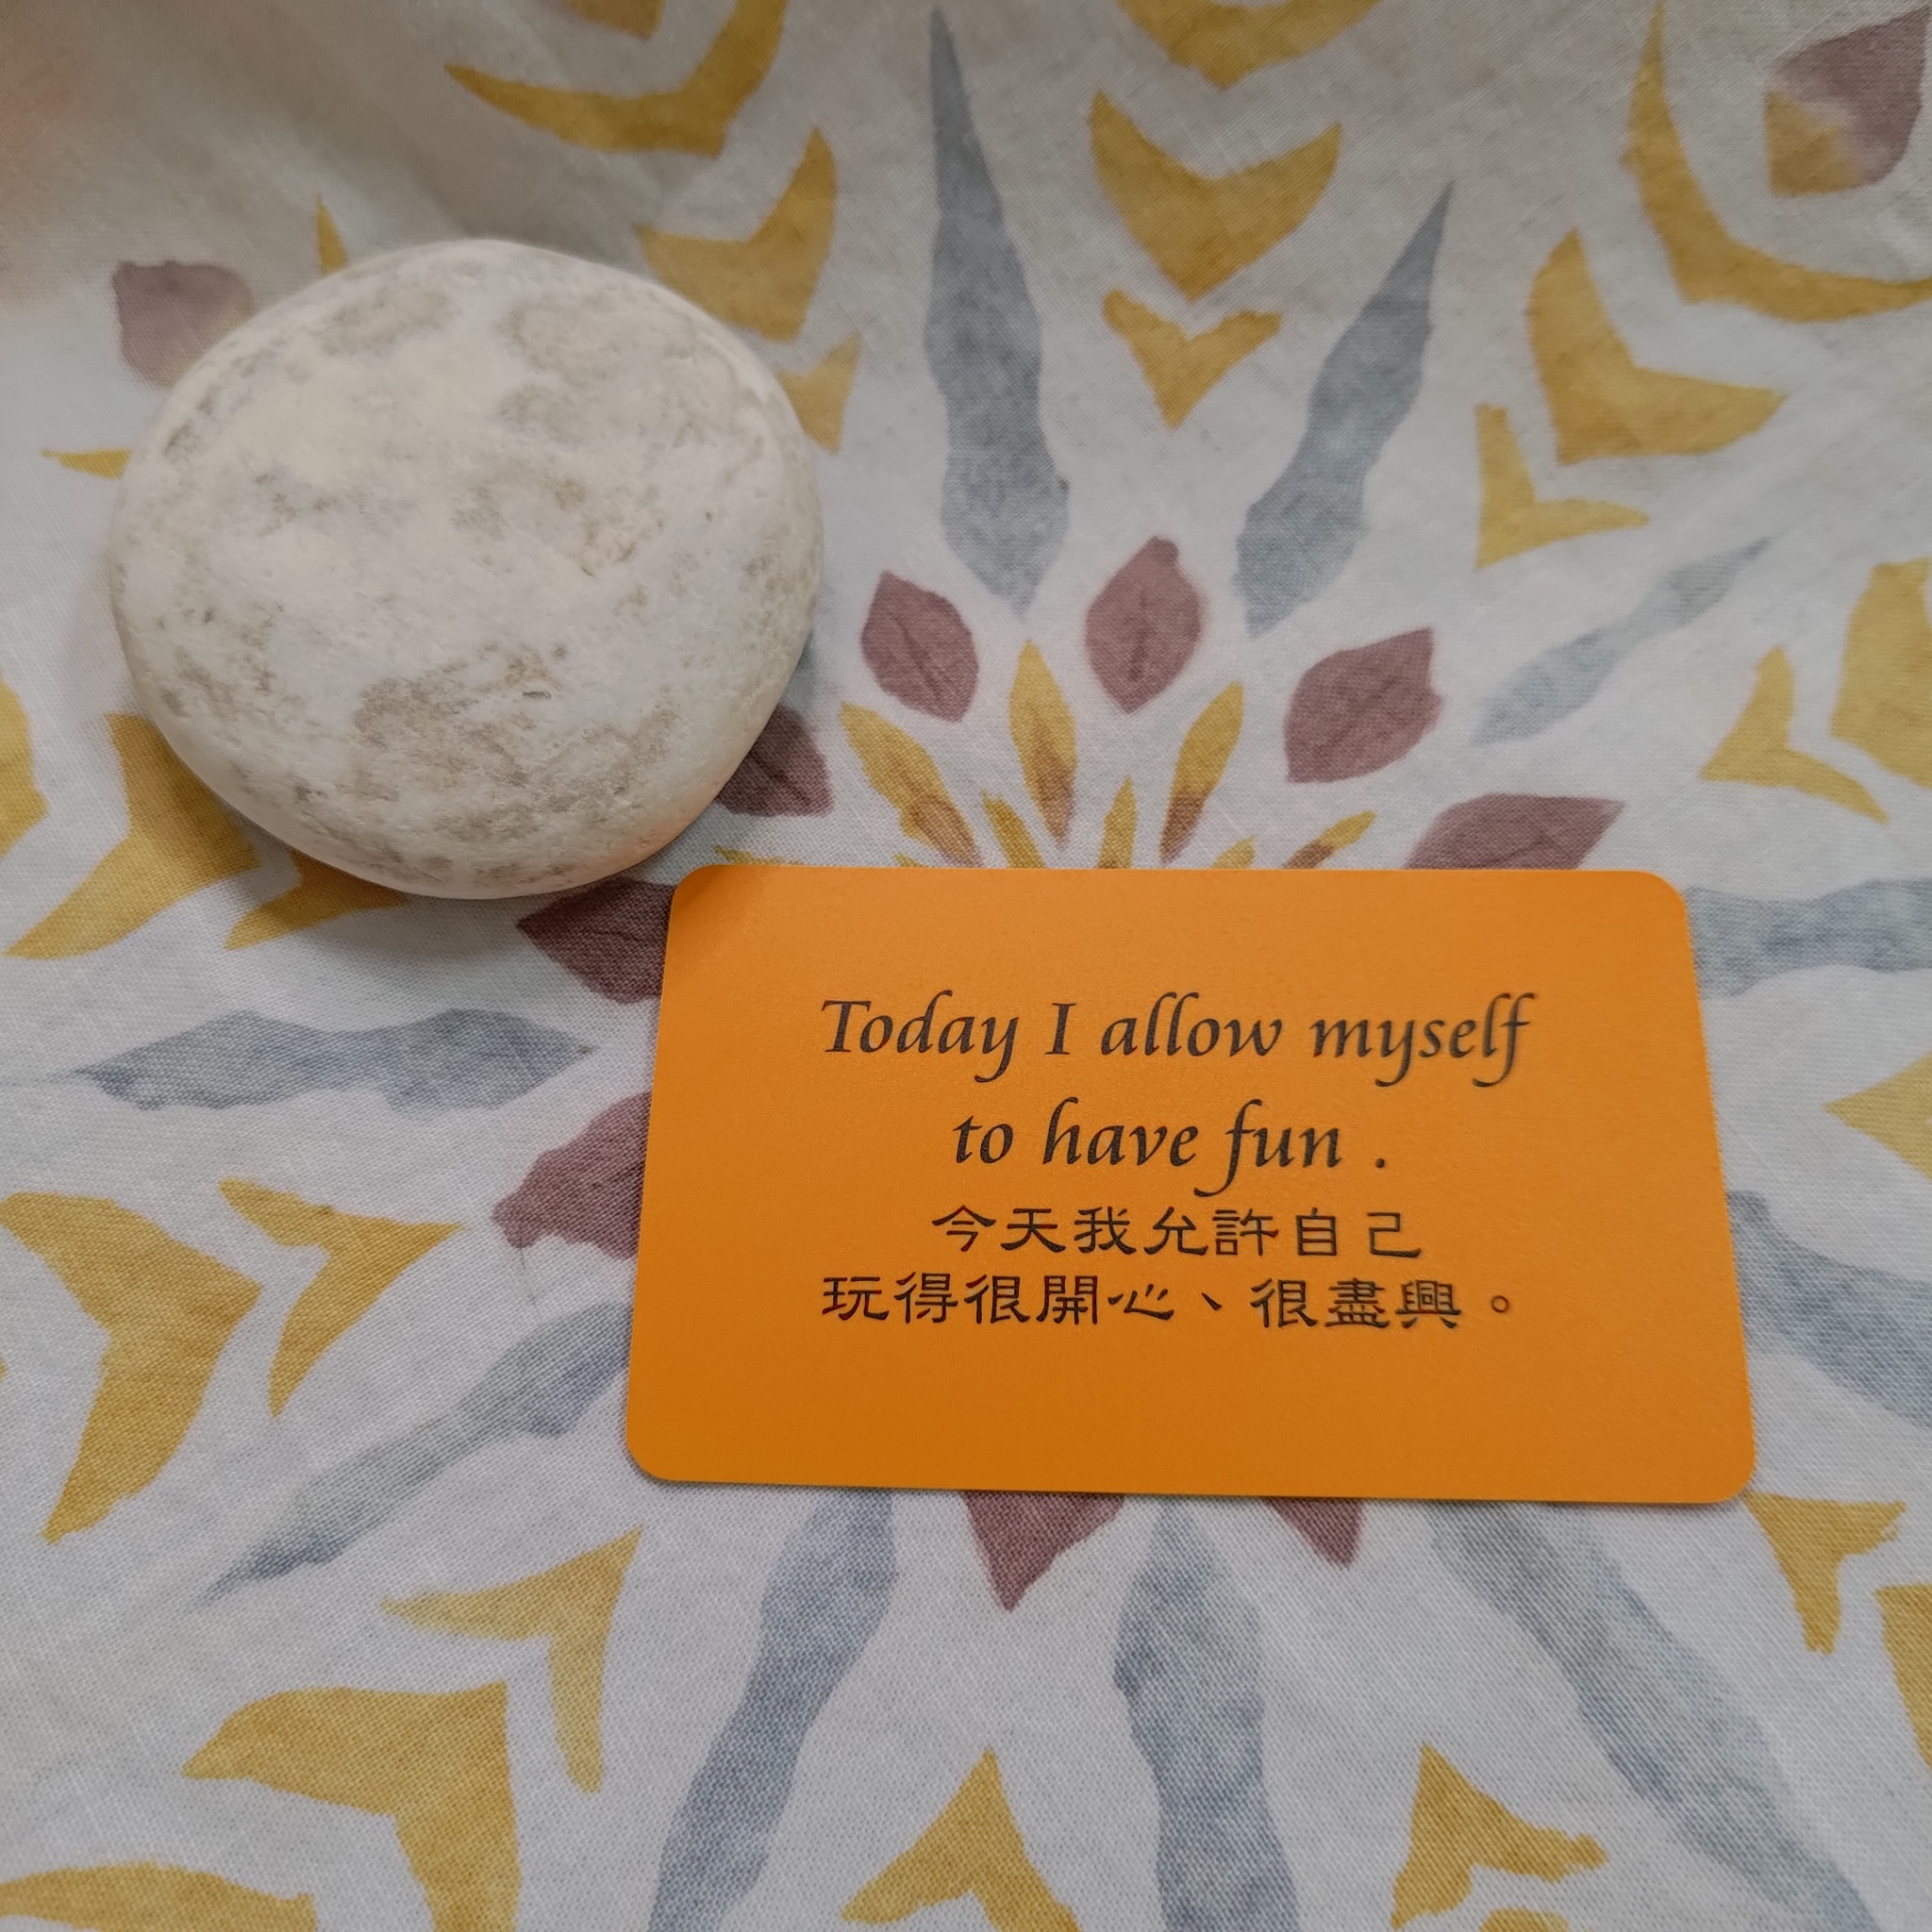 Today I allow myself
to have fun .
今天我允許自己
玩得很開心、很盡興。